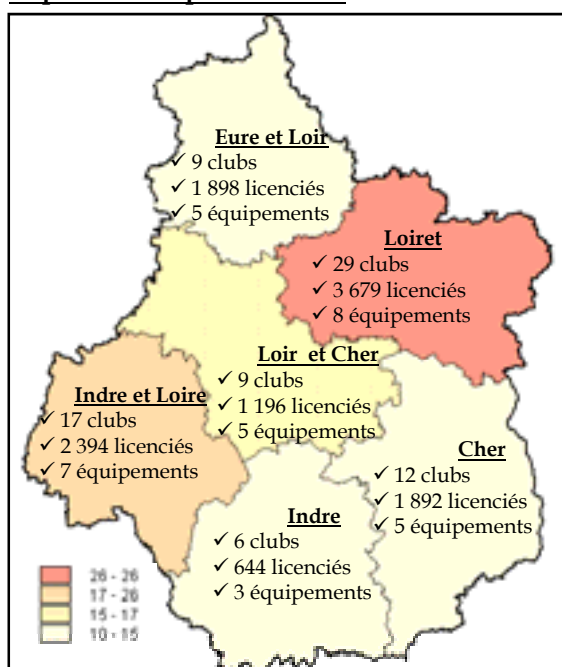 Eure et Loir
✓ 9 clubs
✓ 1 898 licenciés
✓ 5 équipements
Loiret
✓ 29 clubs
✓ 3 679 licenciés
✓ 8 équipements
Loir et Cher
✓ 9 clubs
✓ 1 196 licenciés
✓ 5 équipements
Indre et Loire
✓ 17 clubs
✓ 2 394 licenciés
✓ 7 équipements
Cher
✓ 12 clubs
✓ 1 892 licenciés
✓ 5 équipements
Indre
✓ 6 clubs
✓ 644 licenciés
✓ 3 équipements
26 - 26
17 - 26
15 - 17
10 - 15